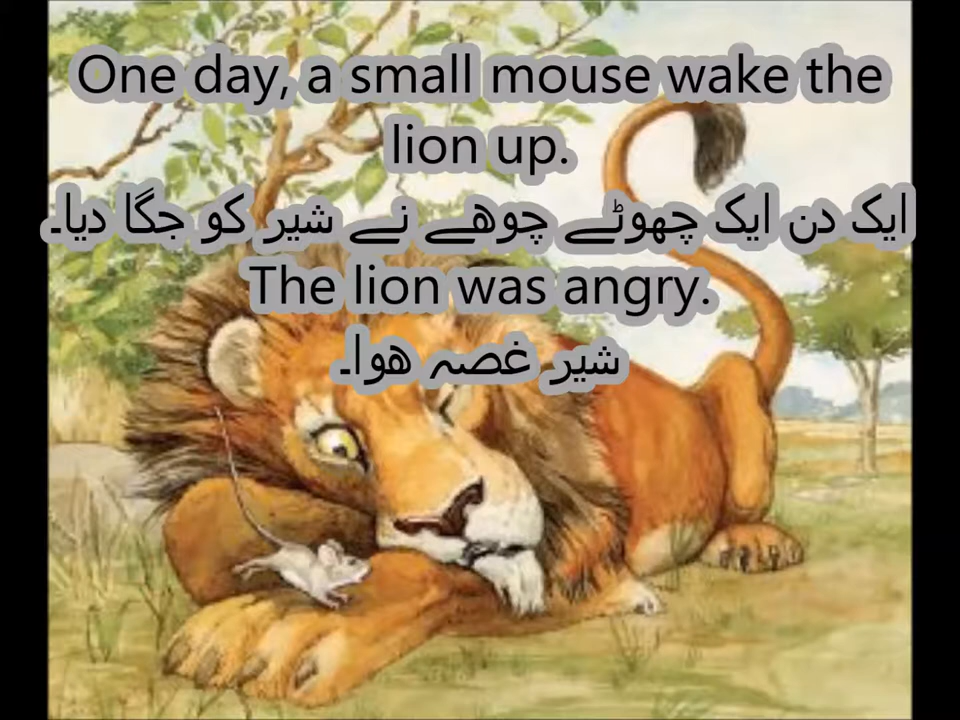 One day, a small mouse wake the
lion up.
ایک دن ایک چھوٹے چوھے نے شیر کو جگا دیا۔
The lion was angry.
شیر غصہ ھوا۔